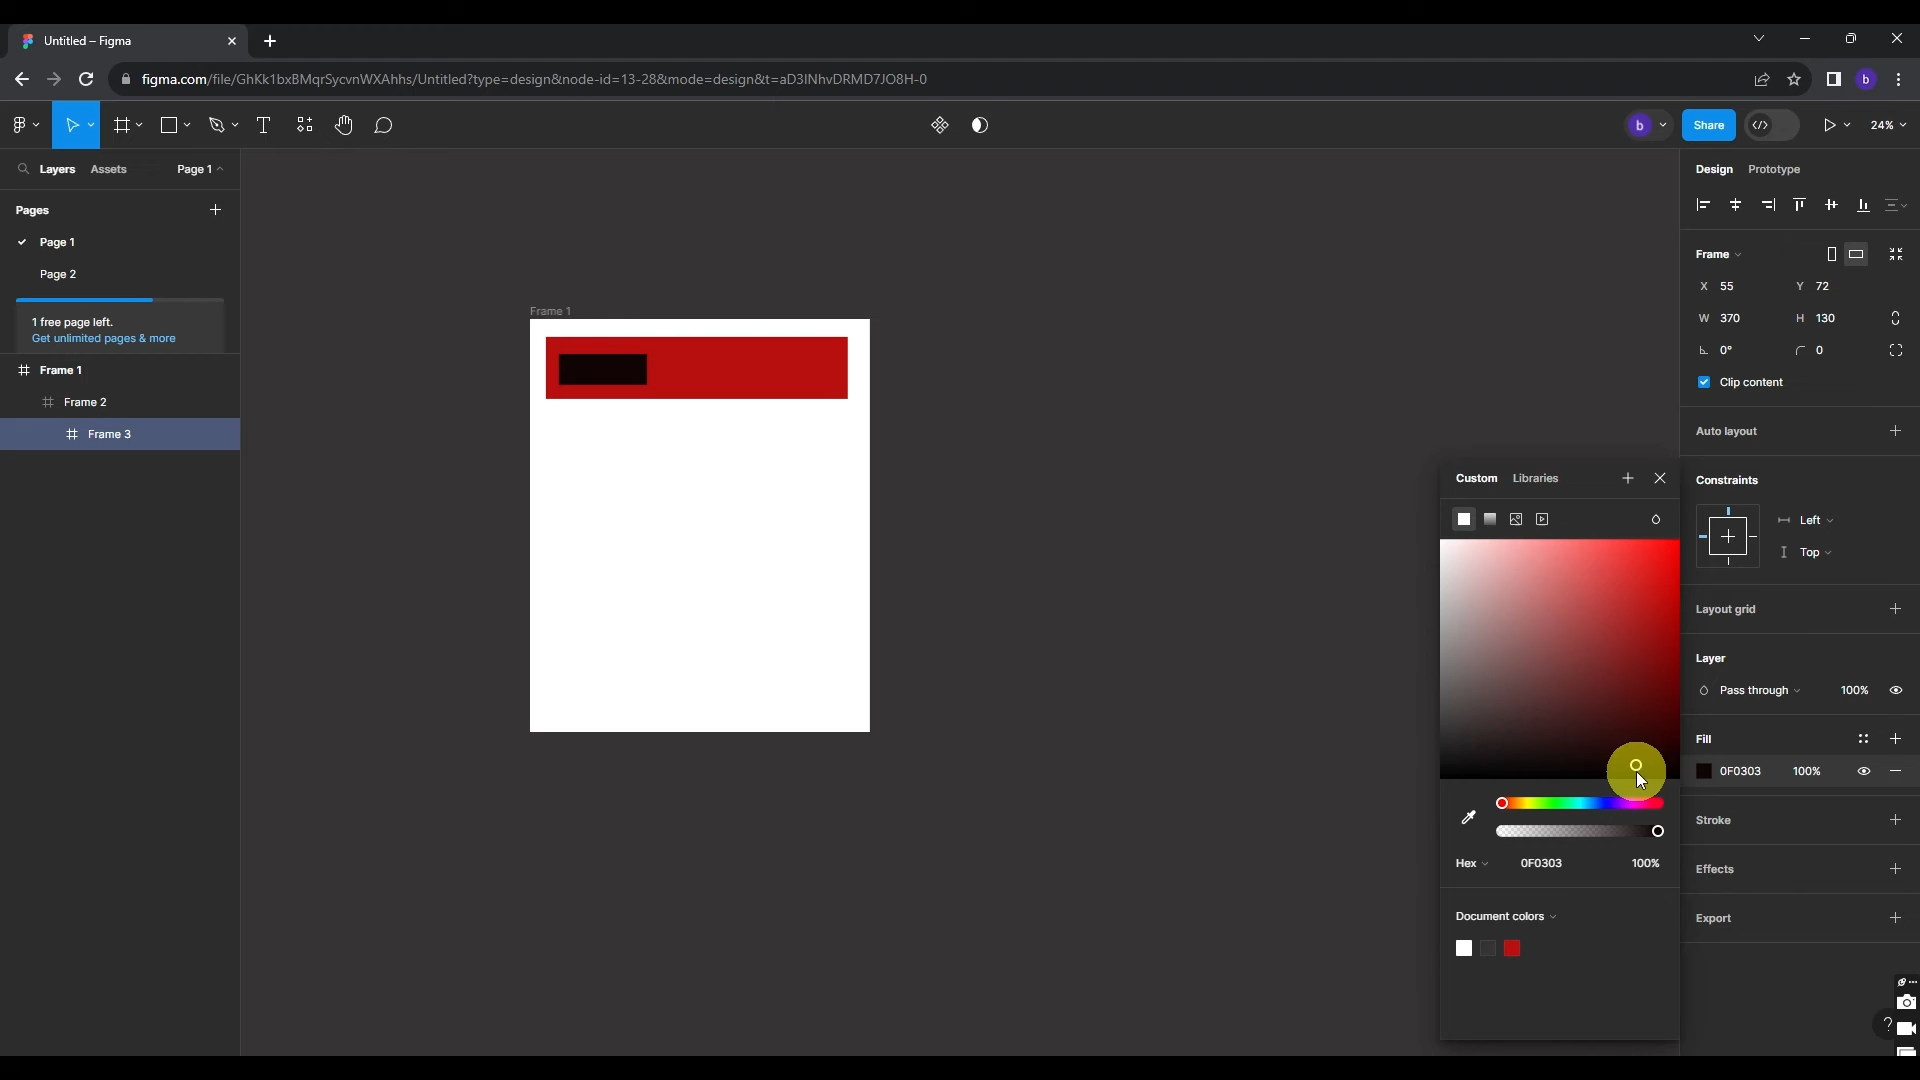 Untitled – Figma
figma.com/file/GhKk1bxBMqrSycvnWXAhhs/Untitled?type=design&node-id=13-28&mode=design&t=aD3INhvDRMD7JO8H-0
b
b
Share
24%
Layers Assets Page 1
Design Prototype
Pages
Page 1
Page 2
1 free page left.
Get unlimited pages & more
Frame 1
Frame 2
Frame 3
Frame 1
Frame
X 55 Y 72
W 370 H 130
0° 0
Clip content
Auto layout
Constraints
Left
Top
Layout grid
Layer
Pass through 100%
Fill
0F0303 100%
Stroke
Effects
Export
Custom Libraries
Hex 0F0303 100%
Document colors
?